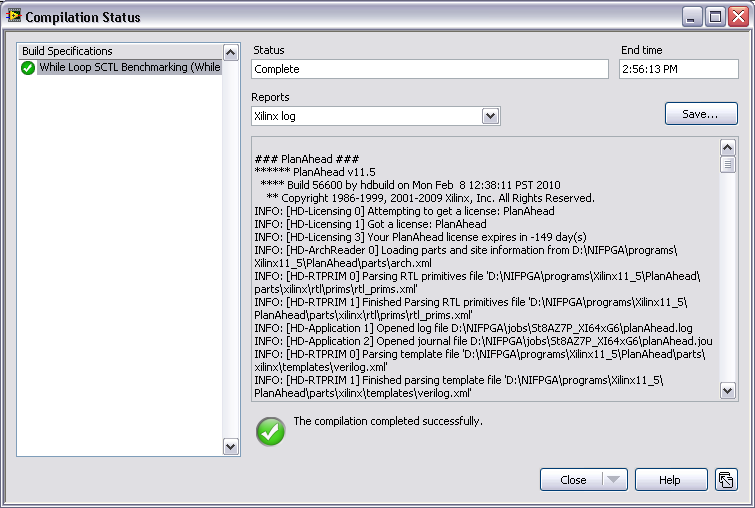 Compilation Status
Build Specifications
While Loop SCTL Benchmarking (While
Status
Complete
End time
2:56:13 PM
Reports
Xilinx log
Save...
### PlanAhead ###
****** PlanAhead v11.5
**** Build 56600 by hdbuild on Mon Feb  8 12:38:11 PST 2010
** Copyright 1986-1999, 2001-2009 Xilinx, Inc. All Rights Reserved.
INFO: [HD-Licensing 0] Attempting to get a license: PlanAhead
INFO: [HD-Licensing 1] Got a license: PlanAhead
INFO: [HD-Licensing 3] Your PlanAhead license expires in -149 day(s)
INFO: [HD-ArchReader 0] Loading parts and site information from D:\NIFPGA\programs\
Xilinx11_5\PlanAhead\parts\arch.xml
INFO: [HD-RTPRIM 0] Parsing RTL primitives file 'D:\NIFPGA\programs\Xilinx11_5\PlanAhead\
parts\xilinx\rtl\prims\rtl_prims.xml'
INFO: [HD-RTPRIM 1] Finished Parsing RTL primitives file 'D:\NIFPGA\programs\Xilinx11_5\
PlanAhead\parts\xilinx\rtl\prims\rtl_prims.xml'
INFO: [HD-Application 1] Opened log file D:\NIFPGA\jobs\St8AZ7P_XI64xG6\planAhead.log
INFO: [HD-Application 2] Opened journal file D:\NIFPGA\jobs\St8AZ7P_XI64xG6\planAhead.jou
INFO: [HD-RTPRIM 0] Parsing template file 'D:\NIFPGA\programs\Xilinx11_5\PlanAhead\parts\
xilinx\templates\verilog.xml'
INFO: [HD-RTPRIM 1] Finished parsing template file 'D:\NIFPGA\programs\Xilinx11_5\
PlanAhead\parts\xilinx\templates\verilog.xml'
The compilation completed successfully.
Close
Help